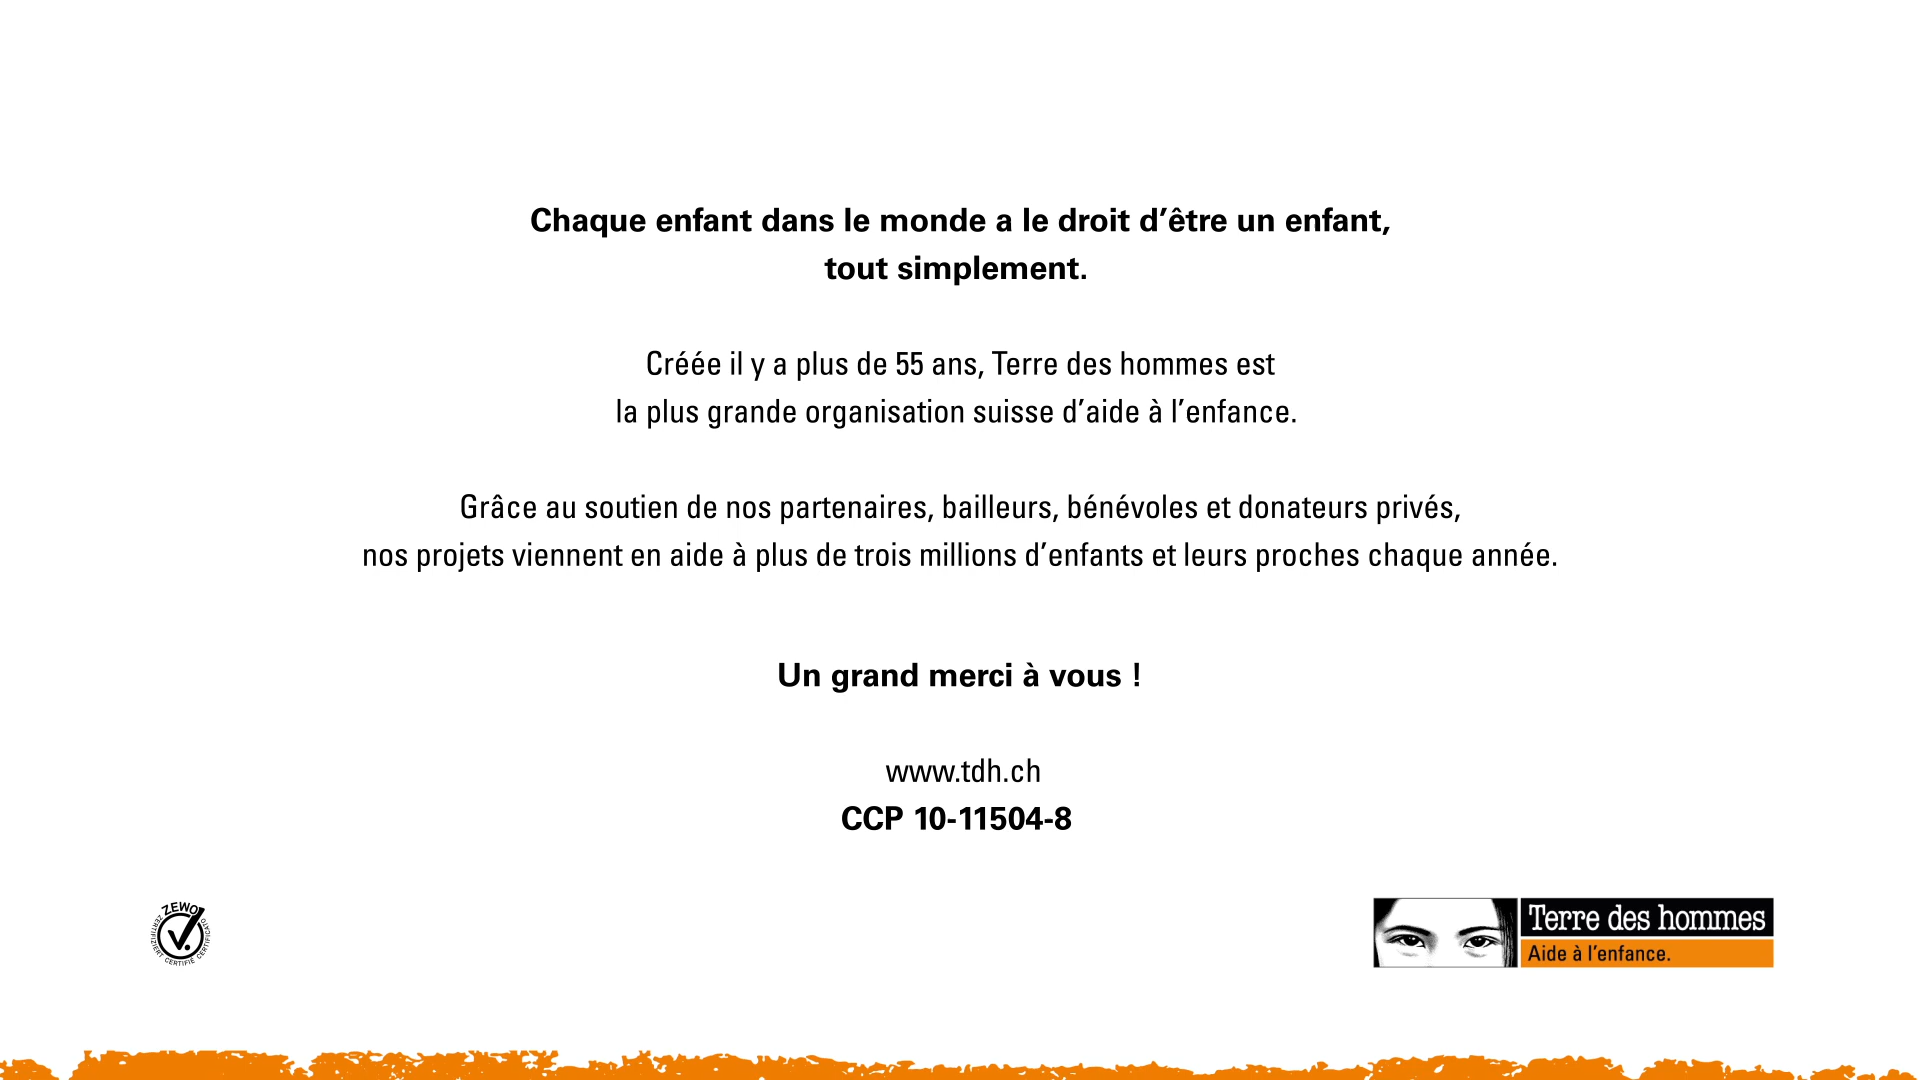 Chaque enfant dans le monde a le droit d’être un enfant,
tout simplement.
Créée il y a plus de 55 ans, Terre des hommes est
la plus grande organisation suisse d’aide à l’enfance.
Grâce au soutien de nos partenaires, bailleurs, bénévoles et donateurs privés,
nos projets viennent en aide à plus de trois millions d’enfants et leurs proches chaque année.
Un grand merci à vous !
www.tdh.ch
CCP 10-11504-8
ZEWO
ZERTIFIZIERT CERTIFIÉ CERTIFICATO
Terre des hommes
Aide à l’enfance.